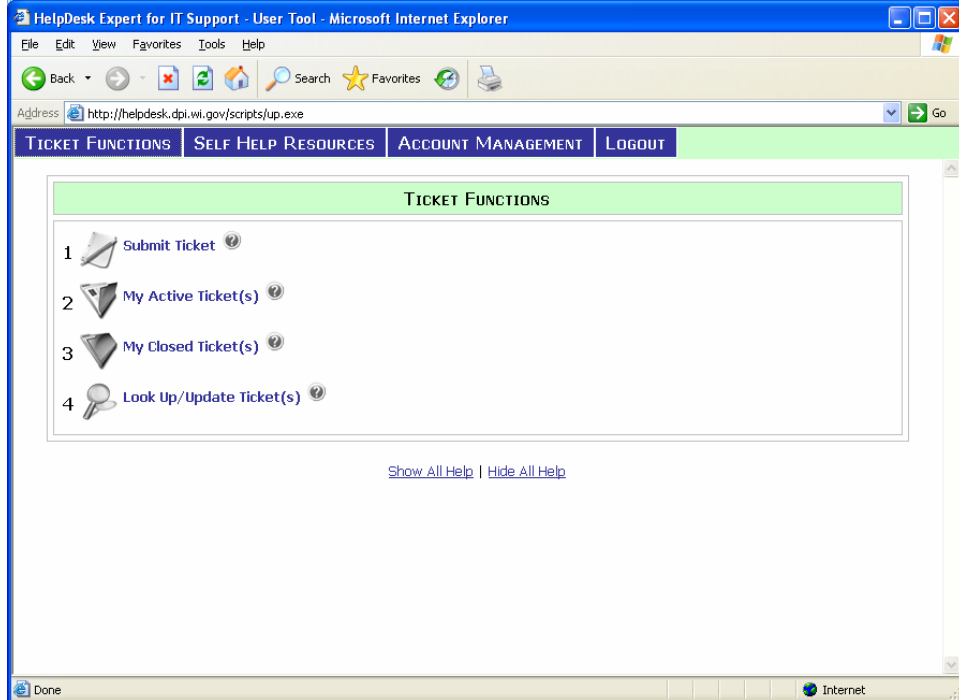 HelpDesk Expert for IT Support - User Tool - Microsoft Internet Explorer
File Edit View Favorites Tools Help
Back Search Favorites
Address http://helpdesk.dpi.wi.gov/scripts/up.exe Go
TICKET FUNCTIONS SELF HELP RESOURCES ACCOUNT MANAGEMENT LOGOUT
TICKET FUNCTIONS
1 Submit Ticket ?
2 My Active Ticket(s) ?
3 My Closed Ticket(s) ?
4 Look Up/Update Ticket(s) ?
Show All Help | Hide All Help
Done Internet